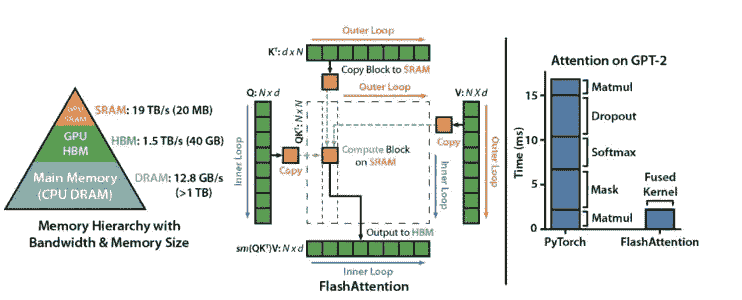 GPU
SRAM
SRAM: 19 TB/s (20 MB)
GPU
HBM
HBM: 1.5 TB/s (40 GB)
Main Memory
(CPU DRAM)
DRAM: 12.8 GB/s
(>1 TB)
Memory Hierarchy with
Bandwidth & Memory Size
Outer Loop
Kᵀ: d x N
Copy Block to SRAM
Outer Loop
Q: N x d
V: N X d
QKᵀ: N x N
Inner Loop
Copy
Compute Block
on SRAM
Copy
Inner Loop
Outer Loop
Output to HBM
sm(QKᵀ)V: N x d
Inner Loop
FlashAttention
Attention on GPT-2
Time (ms)
15
10
5
0
Matmul
Dropout
Softmax
Mask
Matmul
Fused
Kernel
PyTorch
FlashAttention